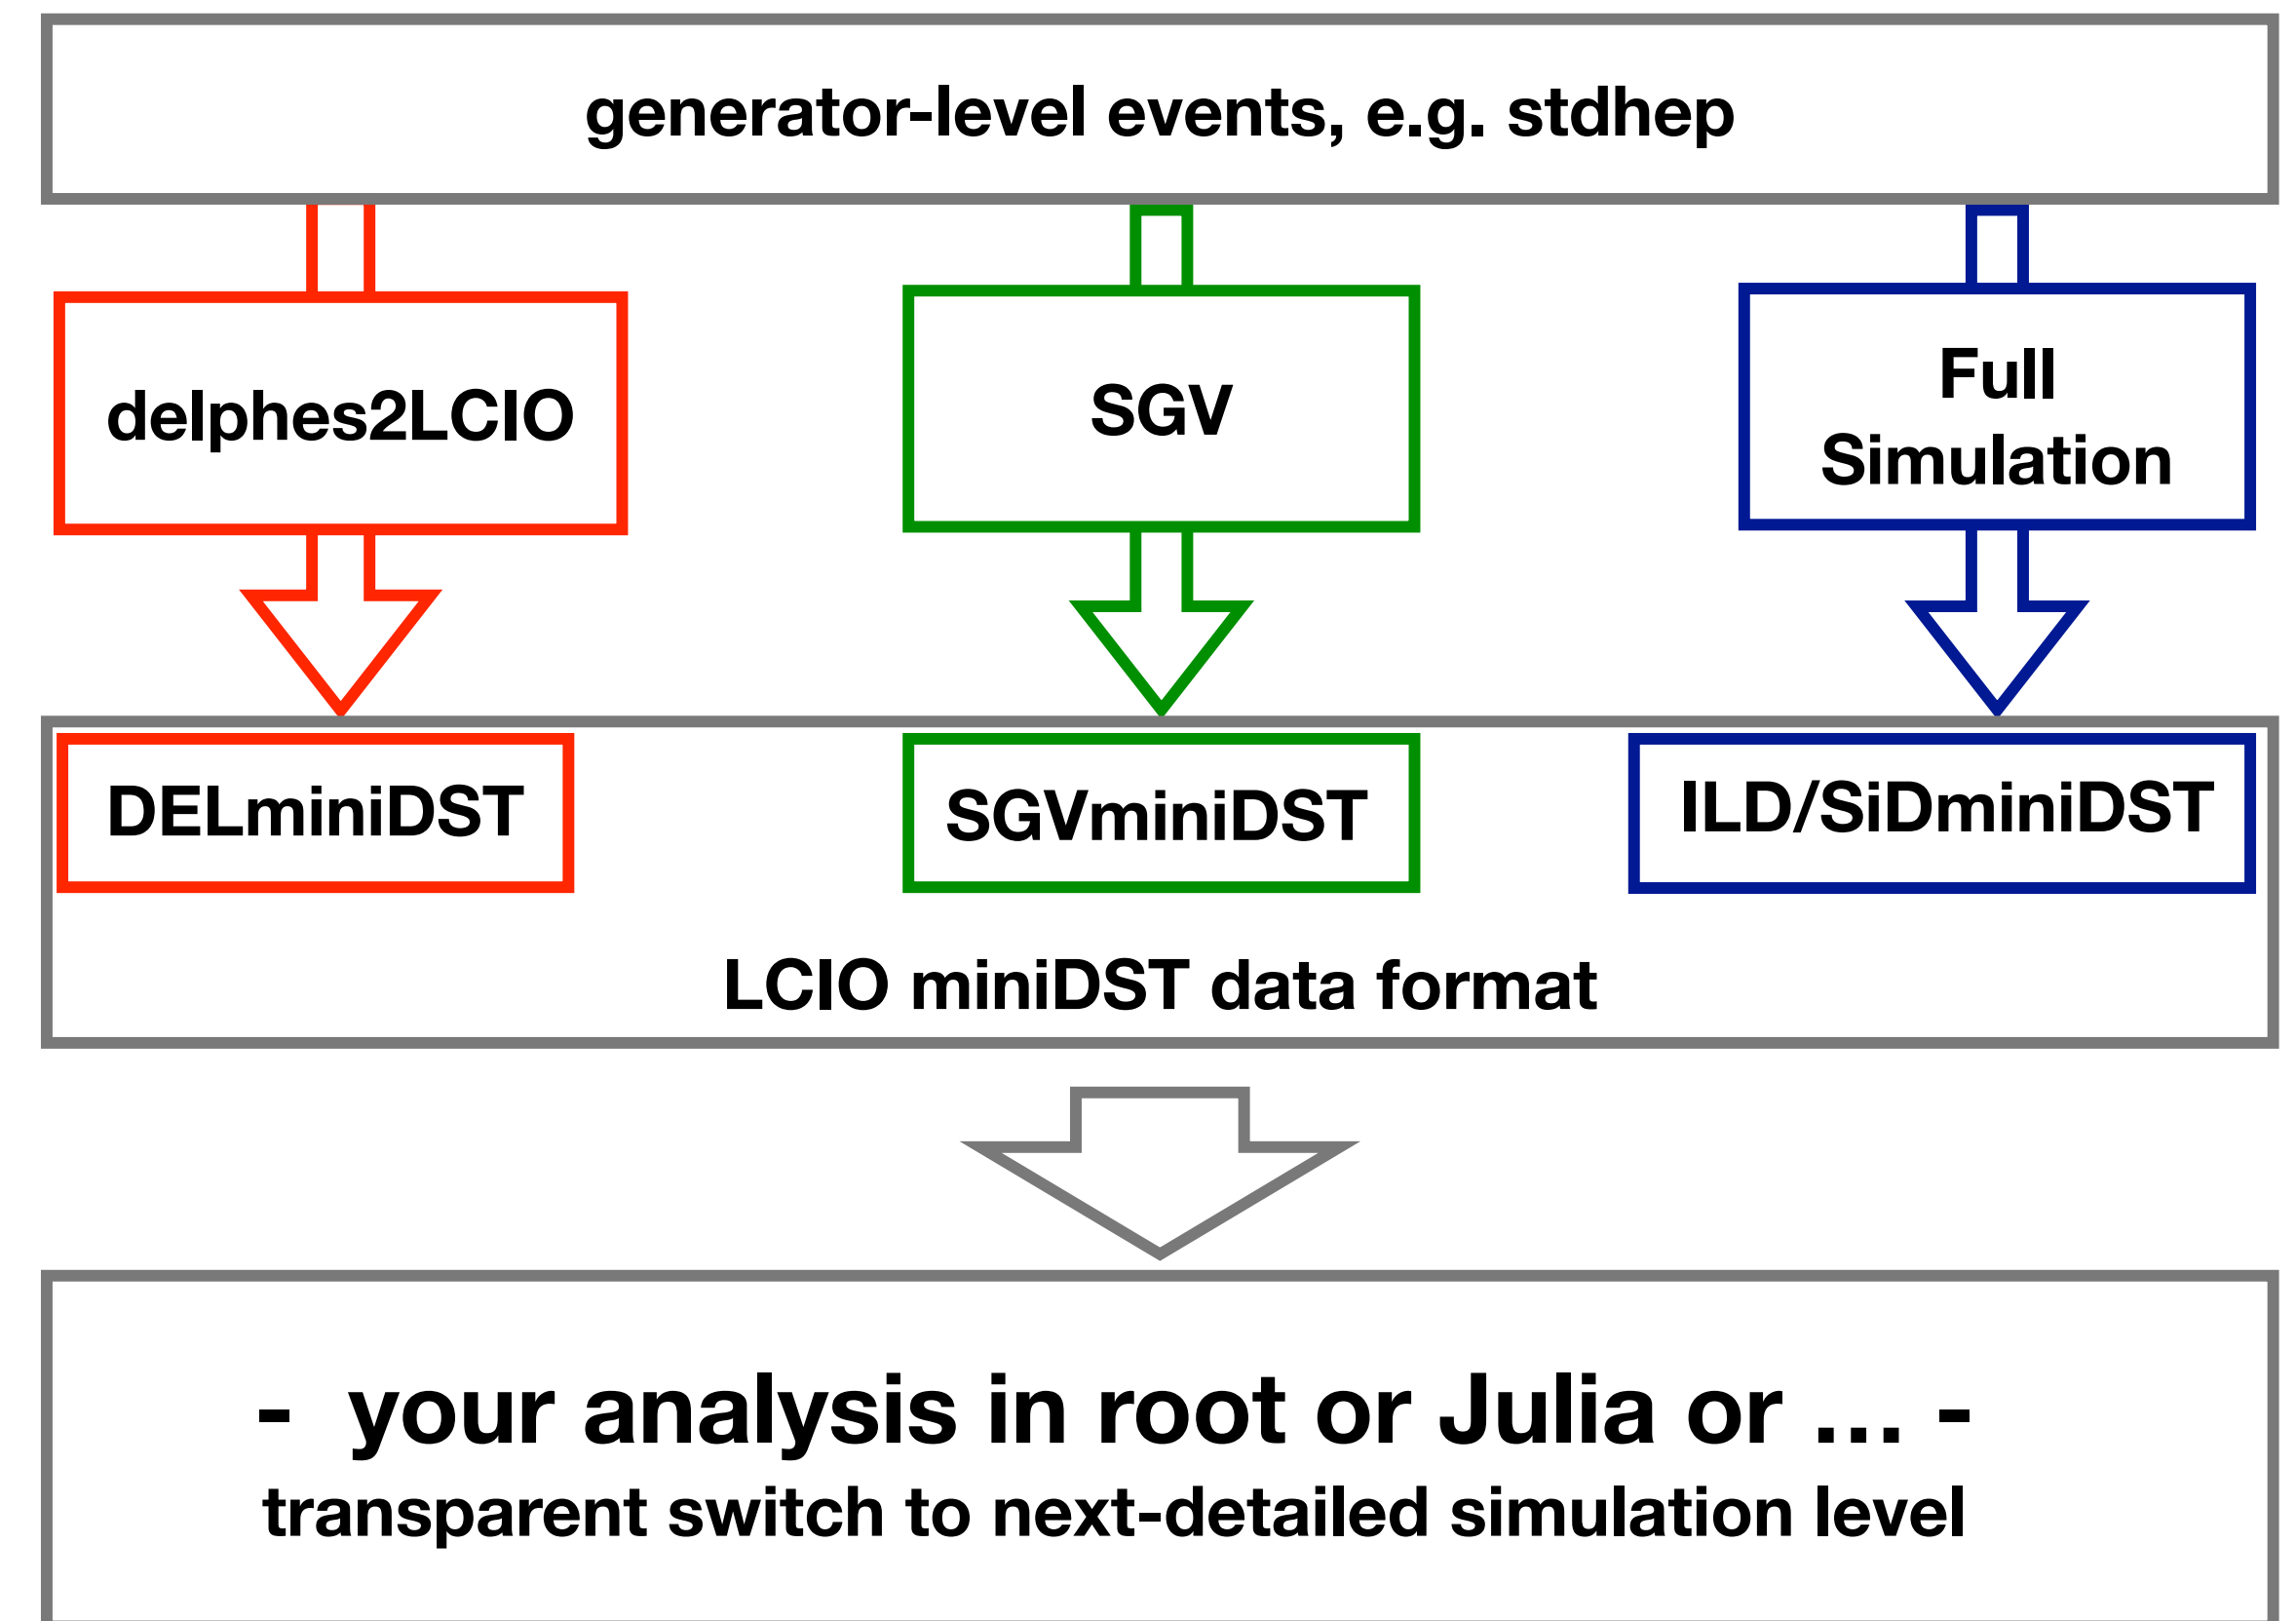 generator-level events, e.g. stdhep
delphes2LCIO
SGV
Full
Simulation
DELminiDST
SGVminiDST
ILD/SiDminiDST
LCIO miniDST data format
- your analysis in root or Julia or … -
transparent switch to next-detailed simulation level